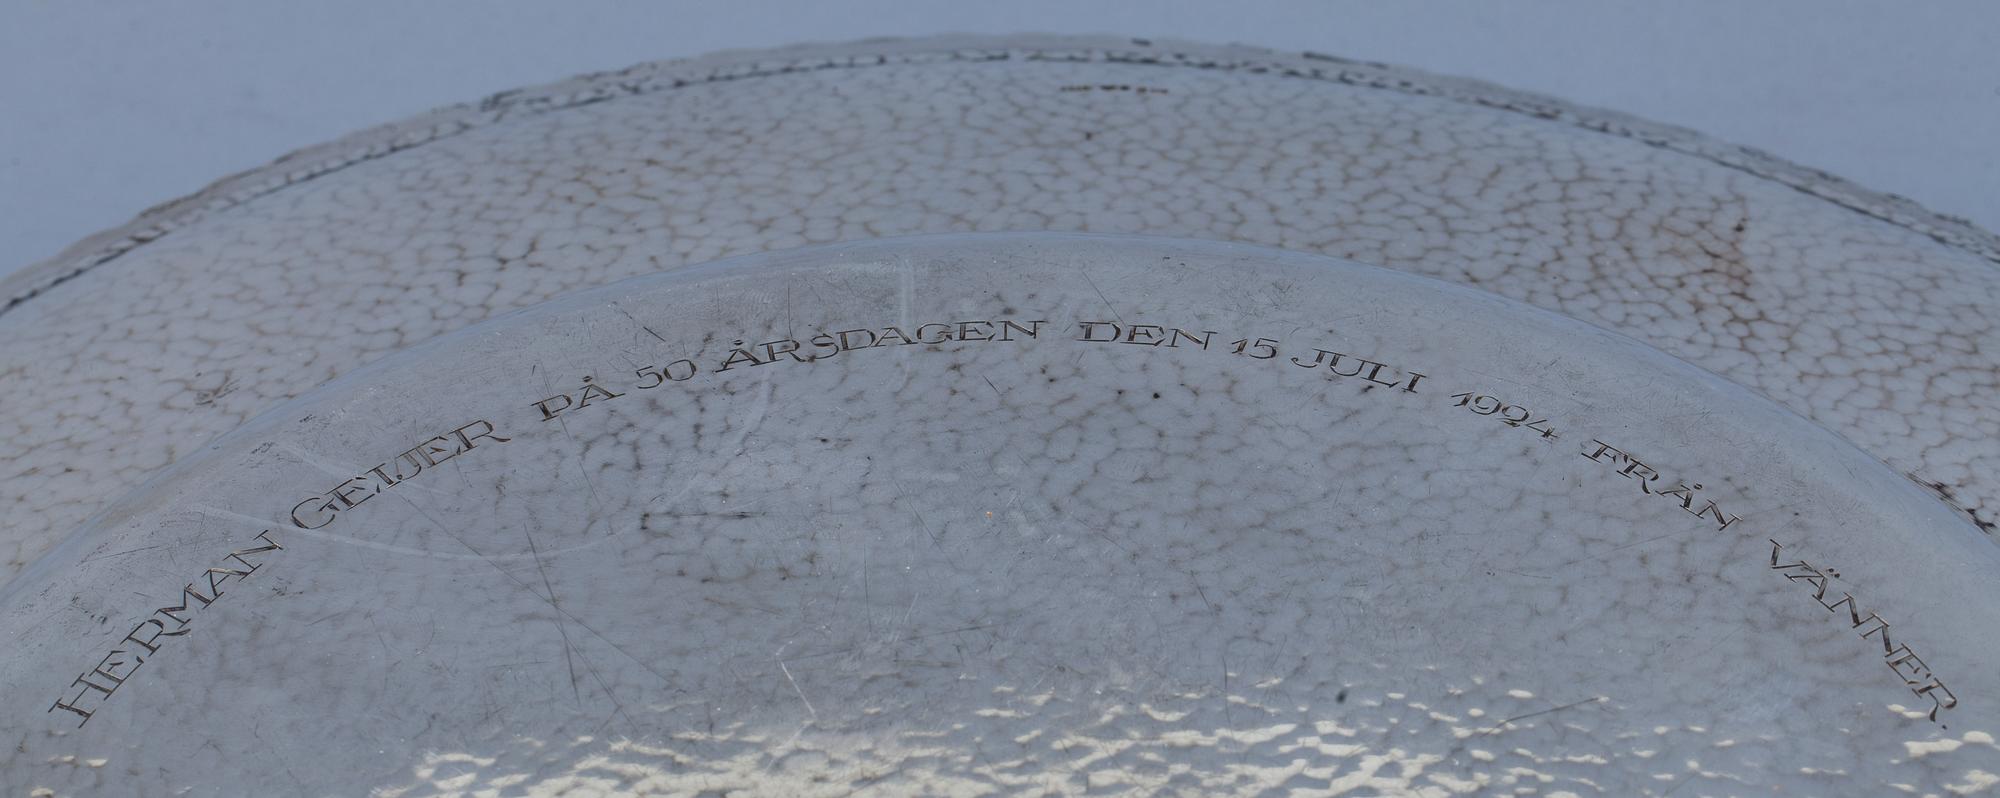 HERMAN GEIJER PÅ 50 ÅRSDAGEN DEN 15 JULI 1924 FRÅN VÄNNER.